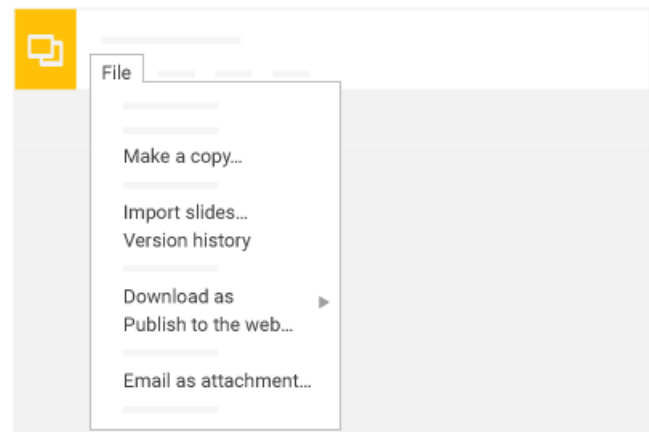 File
Make a copy…
Import slides…
Version history
Download as
Publish to the web…
Email as attachment…